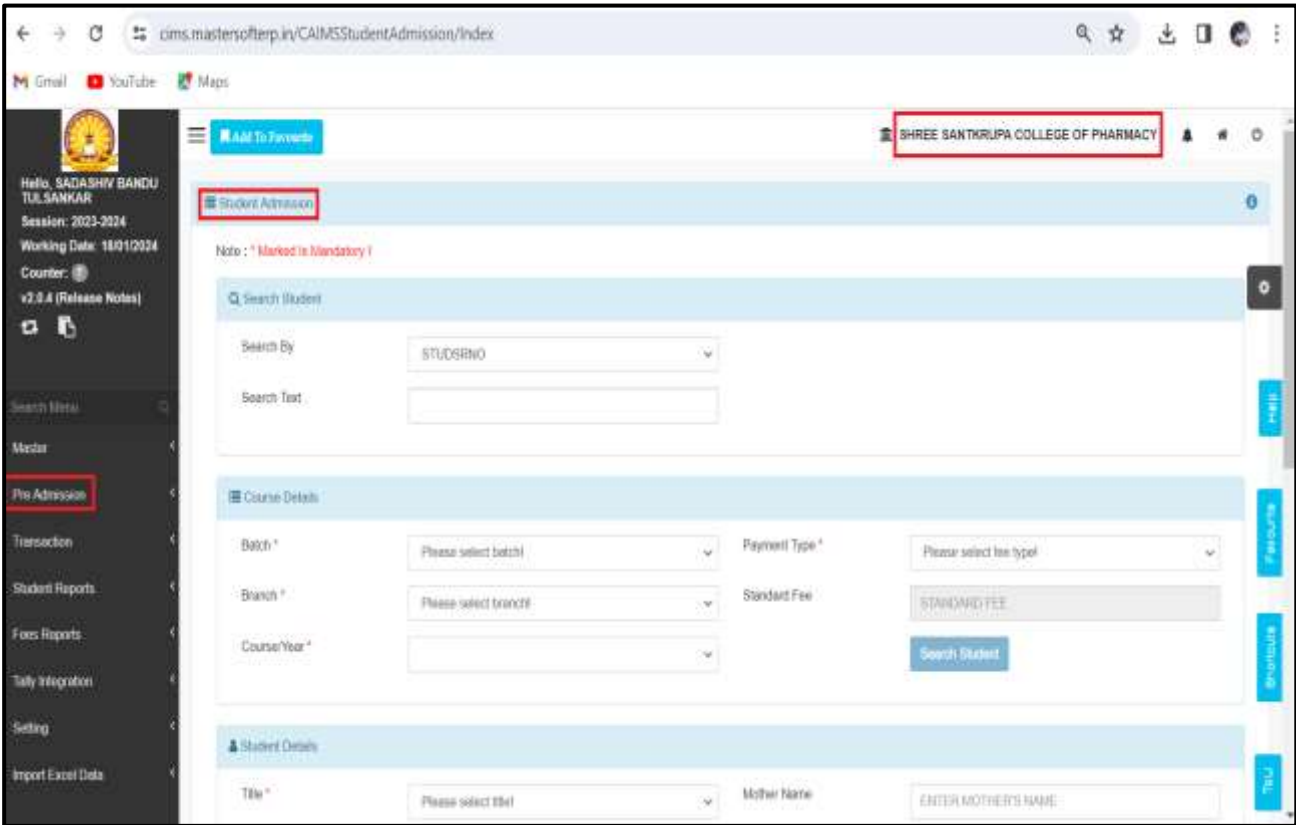 cims.mastersofterp.in/CAIMSStudentAdmission/Index
Gmail YouTube Maps
Add To Favourite
SHREE SANTKRUPA COLLEGE OF PHARMACY
Hello, SADASHIV BANDU
TULSANKAR
Session: 2023-2024
Working Date: 18/01/2024
Counter:
v2.0.4 (Release Notes)
Student Admission
Note : * Marked Is Mandatory !
Search Student
Search By
STUDSRNO
Search Text
Search Menu
Master
Pre Admission
Transaction
Student Reports
Fees Reports
Tally Integration
Setting
Import Excel Data
Course Details
Batch *
Please select batch!
Payment Type *
Please select fee type!
Branch *
Please select branch!
Standard Fee
STANDARD FEE
Course/Year *
Search Student
Student Details
Title *
Please select title!
Mother Name
ENTER MOTHER'S NAME
Help
Favourite
Shortcuts